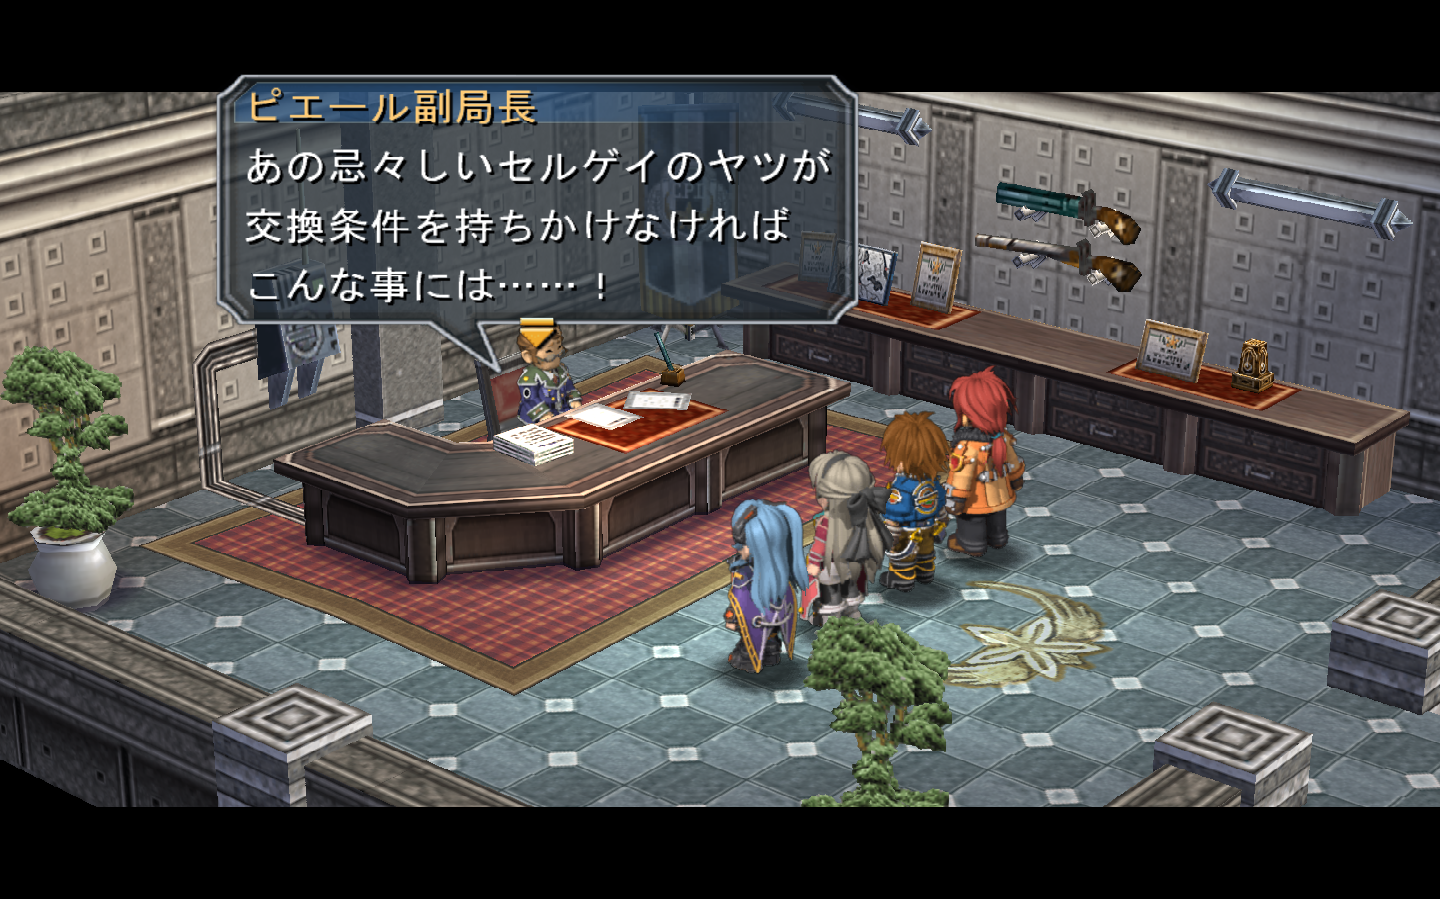 ピエール副局長
あの忌々しいセルゲイのヤツが
交換条件を持ちかけなければ
こんな事には……！